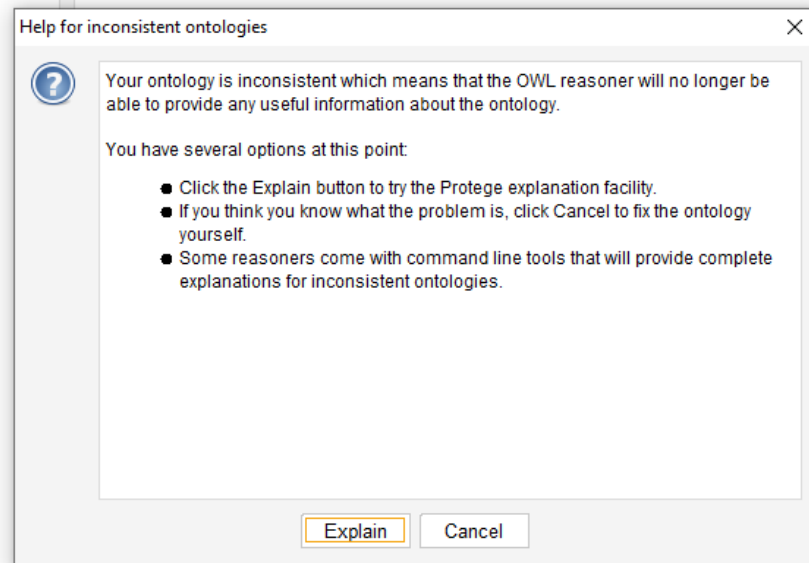 Help for inconsistent ontologies
Your ontology is inconsistent which means that the OWL reasoner will no longer be
able to provide any useful information about the ontology.
You have several options at this point:
● Click the Explain button to try the Protege explanation facility.
● If you think you know what the problem is, click Cancel to fix the ontology
yourself.
● Some reasoners come with command line tools that will provide complete
explanations for inconsistent ontologies.
Explain
Cancel